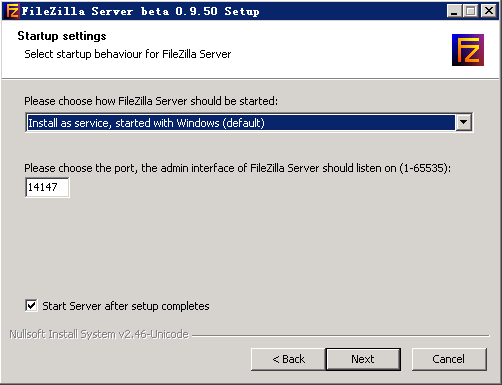 FileZilla Server beta 0.9.50 Setup
Startup settings
Select startup behaviour for FileZilla Server
Please choose how FileZilla Server should be started:
Install as service, started with Windows (default)
Please choose the port, the admin interface of FileZilla Server should listen on (1-65535):
14147
Start Server after setup completes
Nullsoft Install System v2.46-Unicode
< Back Next Cancel